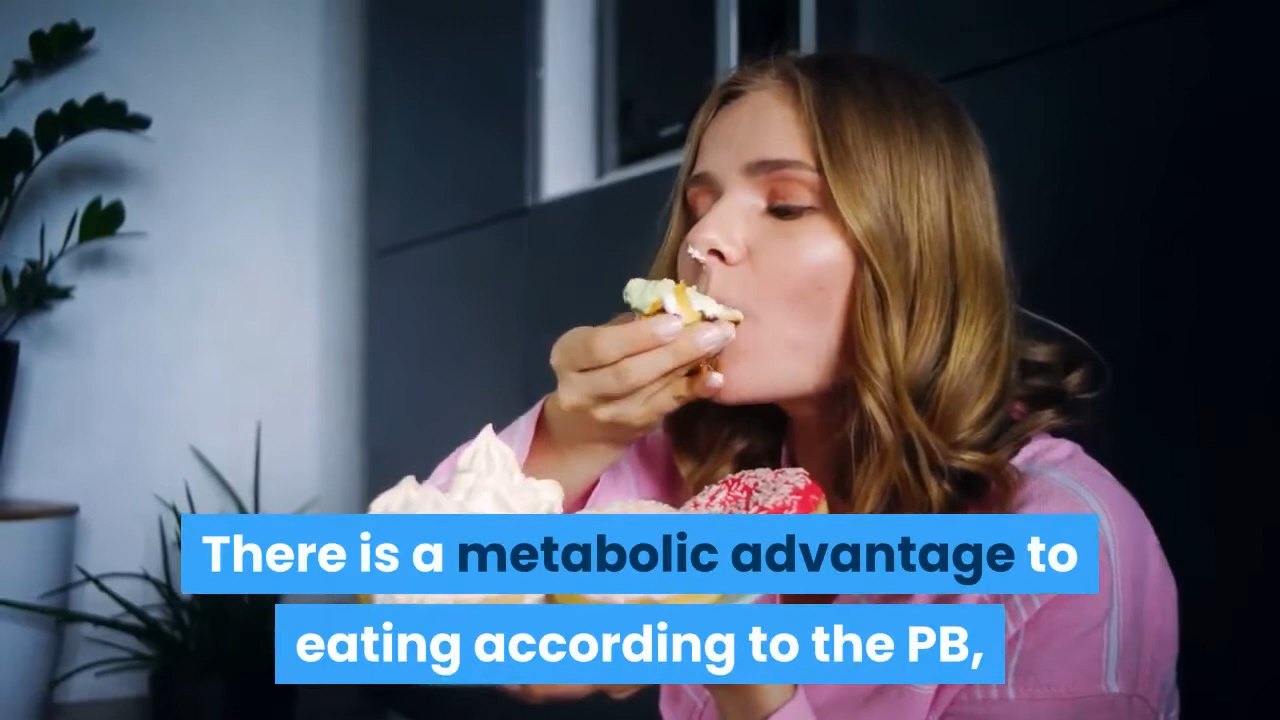 There is a metabolic advantage to
eating according to the PB,